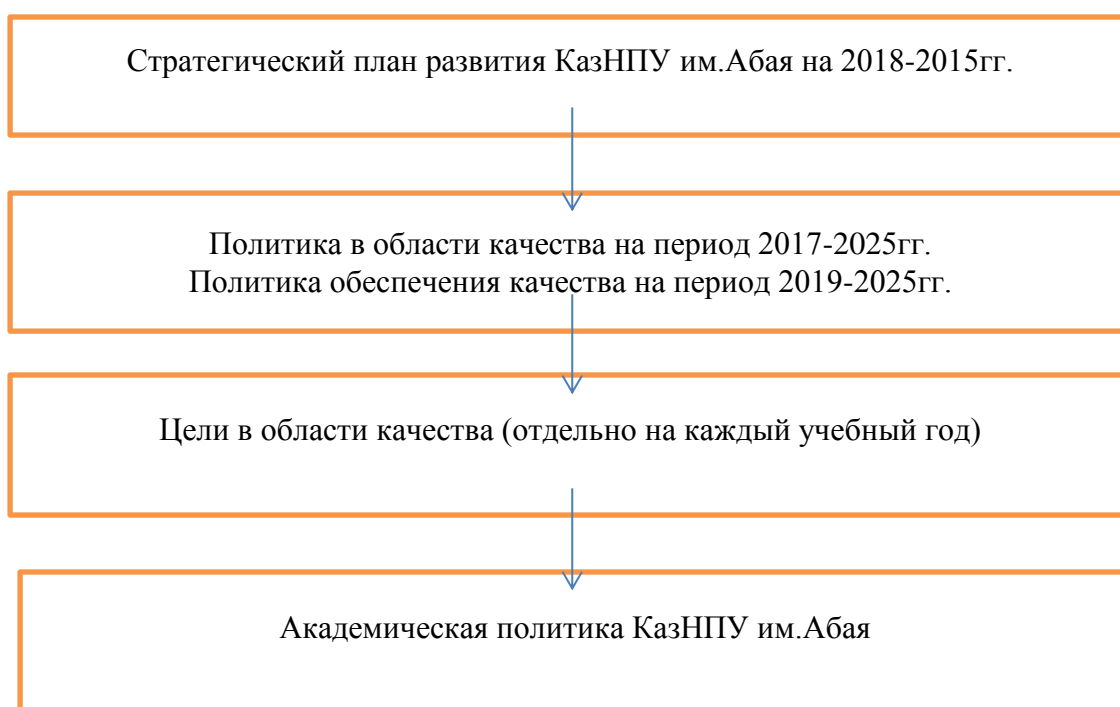 Стратегический план развития КазНПУ им.Абая на 2018-2015гг.
Политика в области качества на период 2017-2025гг.
Политика обеспечения качества на период 2019-2025гг.
Цели в области качества (отдельно на каждый учебный год)
Академическая политика КазНПУ им.Абая